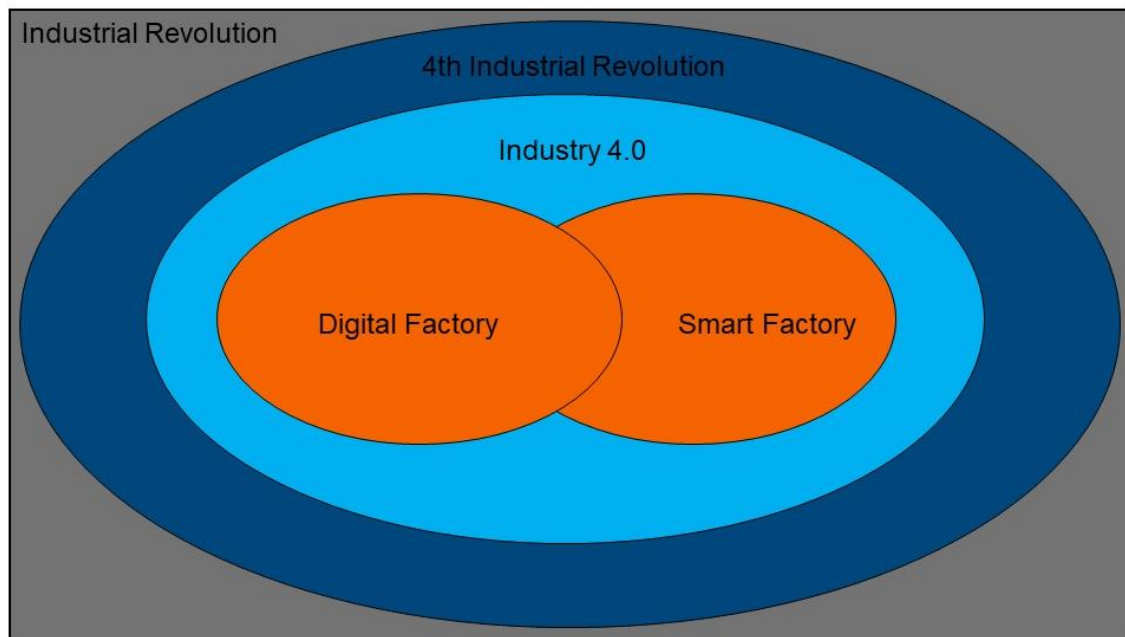 Industrial Revolution
4th Industrial Revolution
Industry 4.0
Digital Factory
Smart Factory